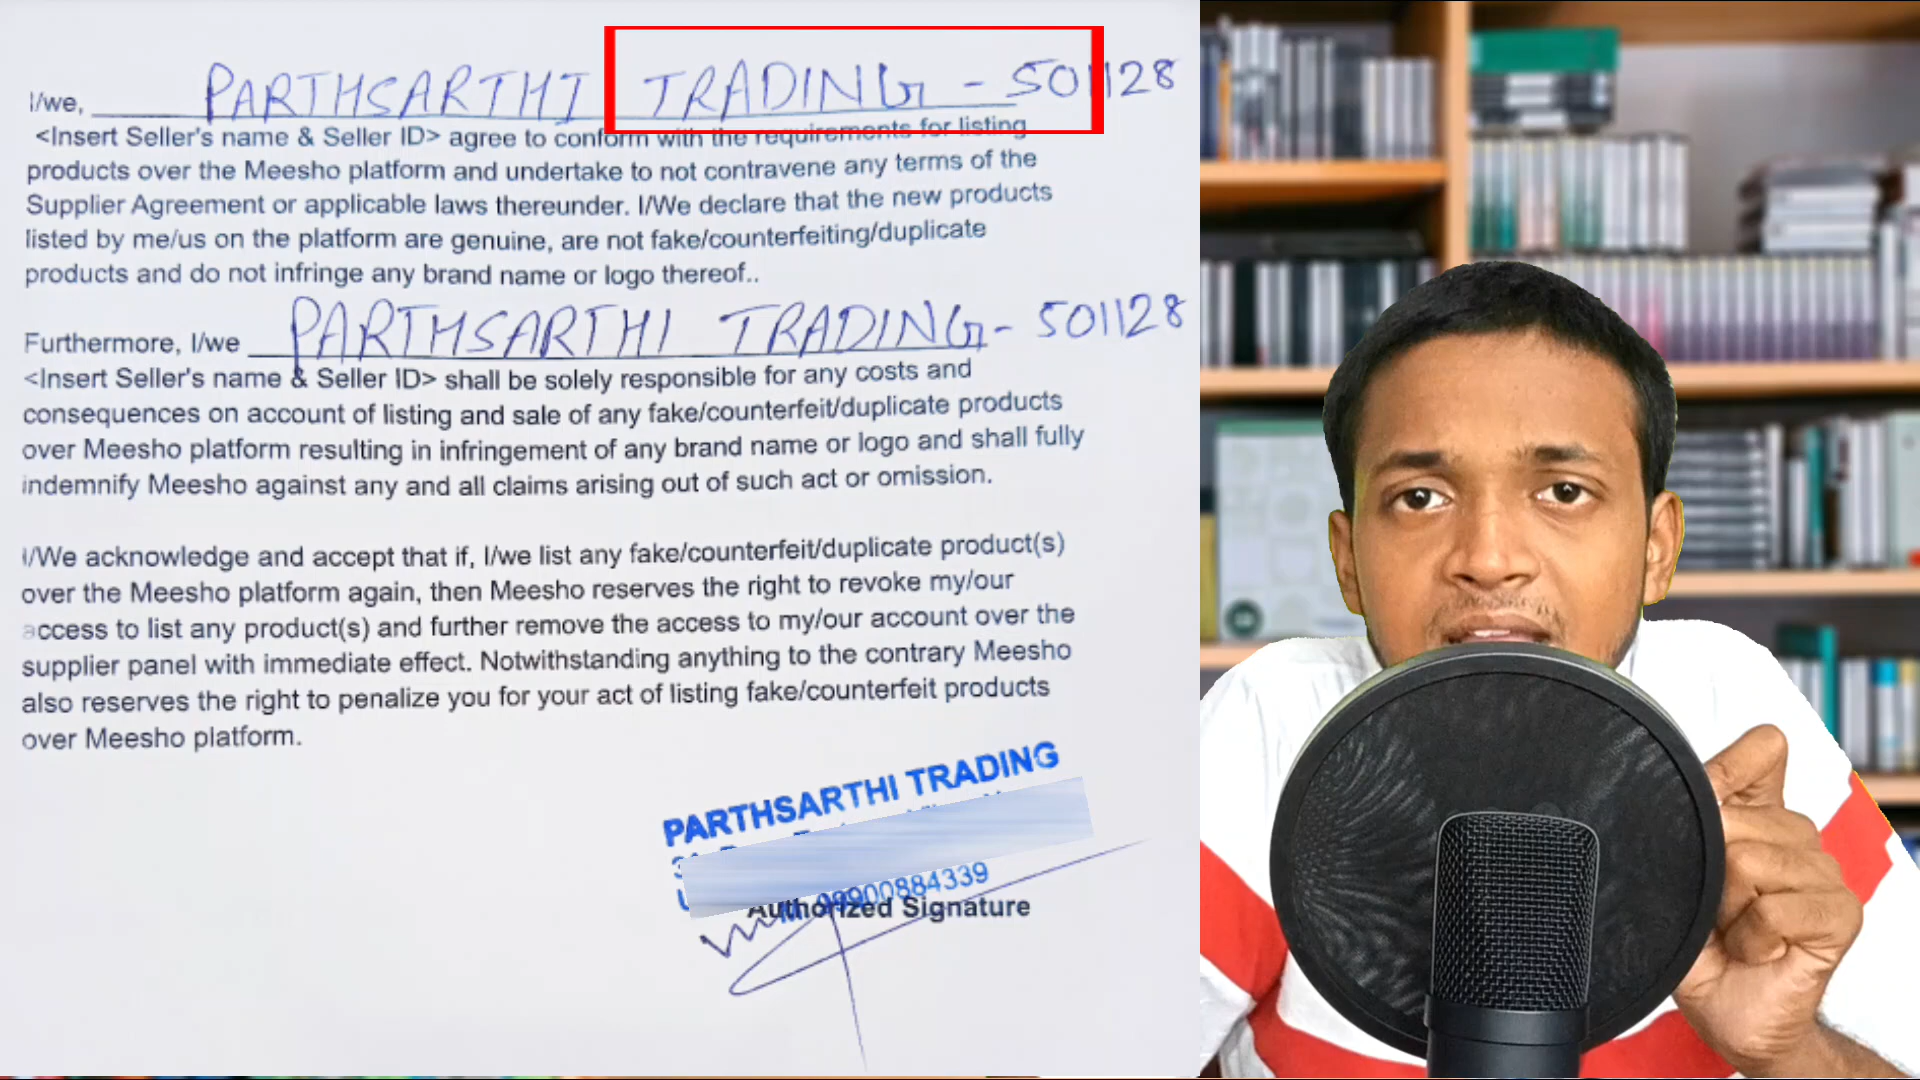 I/we, PARTHSARTHI TRADING - 501128
<Insert Seller's name & Seller ID> agree to conform with the requirements for listing
products over the Meesho platform and undertake to not contravene any terms of the
Supplier Agreement or applicable laws thereunder. I/We declare that the new products
listed by me/us on the platform are genuine, are not fake/counterfeiting/duplicate
products and do not infringe any brand name or logo thereof..
Furthermore, I/we PARTHSARTHI TRADING - 501128
<Insert Seller's name & Seller ID> shall be solely responsible for any costs and
consequences on account of listing and sale of any fake/counterfeit/duplicate products
over Meesho platform resulting in infringement of any brand name or logo and shall fully
indemnify Meesho against any and all claims arising out of such act or omission.
I/We acknowledge and accept that if, I/we list any fake/counterfeit/duplicate product(s)
over the Meesho platform again, then Meesho reserves the right to revoke my/our
access to list any product(s) and further remove the access to my/our account over the
supplier panel with immediate effect. Notwithstanding anything to the contrary Meesho
also reserves the right to penalize you for your act of listing fake/counterfeit products
over Meesho platform.
PARTHSARTHI TRADING
09900884339
Authorized Signature